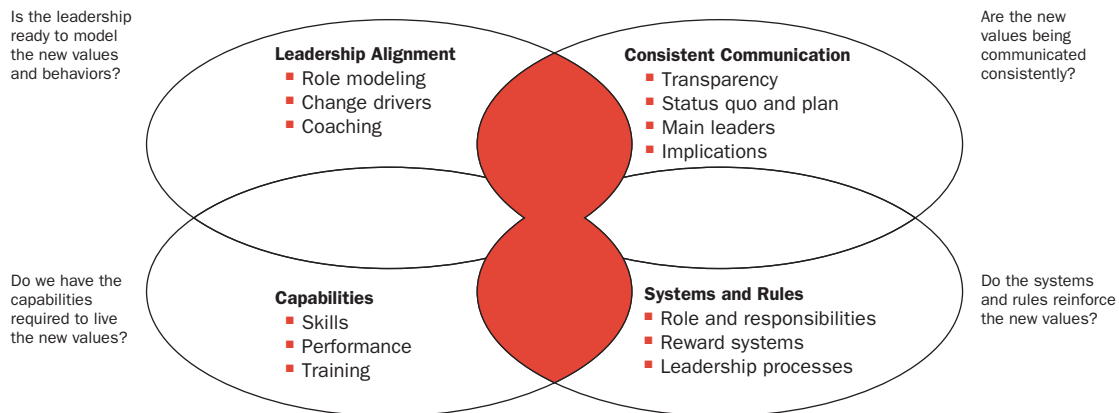 Is the leadership
ready to model
the new values
and behaviors?
Leadership Alignment
Role modeling
Change drivers
Coaching
Consistent Communication
Transparency
Status quo and plan
Main leaders
Implications
Are the new
values being
communicated
consistently?
Do we have the
capabilities
required to live
the new values?
Capabilities
Skills
Performance
Training
Systems and Rules
Role and responsibilities
Reward systems
Leadership processes
Do the systems
and rules reinforce
the new values?